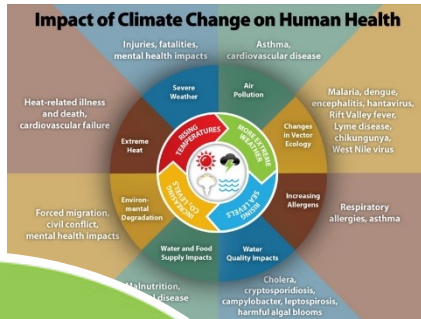 Impact of Climate Change on Human Health
Injuries, fatalities,
mental health impacts
Asthma,
cardiovascular disease
Severe
Weather
Air
Pollution
Heat-related illness
and death,
cardiovascular failure
Malaria, dengue,
encephalitis, hantavirus,
Rift Valley fever,
Lyme disease,
chikungunya,
West Nile virus
Extreme
Heat
RISING
TEMPERATURES
MORE EXTREME
WEATHER
Changes
in Vector
Ecology
Environ-
mental
Degradation
INCREASING
CO2 LEVELS
RISING
SEA LEVELS
Increasing
Allergens
Forced migration,
civil conflict,
mental health impacts
Respiratory
allergies, asthma
Water and Food
Supply Impacts
Water
Quality Impacts
Malnutrition,
disease
Cholera,
cryptosporidiosis,
campylobacter, leptospirosis,
harmful algal blooms